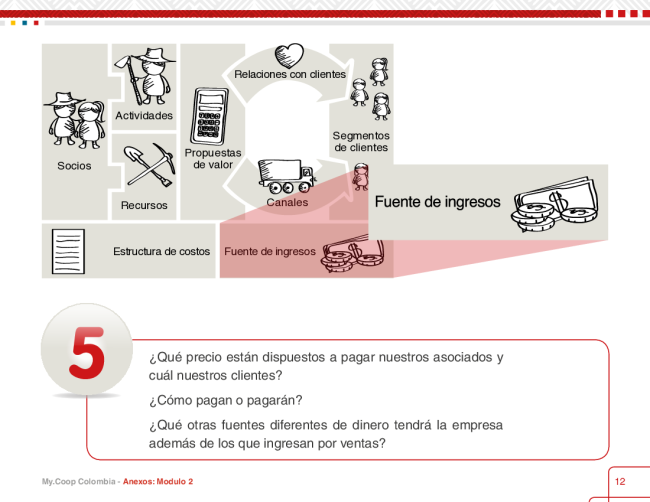 Relaciones con clientes
Actividades
Socios
Recursos
Propuestas
de valor
Segmentos
de clientes
Canales
Fuente de ingresos
Estructura de costos
Fuente de ingresos
5
¿Qué precio están dispuestos a pagar nuestros asociados y
cuál nuestros clientes?
¿Cómo pagan o pagarán?
¿Qué otras fuentes diferentes de dinero tendrá la empresa
además de los que ingresan por ventas?
My.Coop Colombia - Anexos: Modulo 2
12